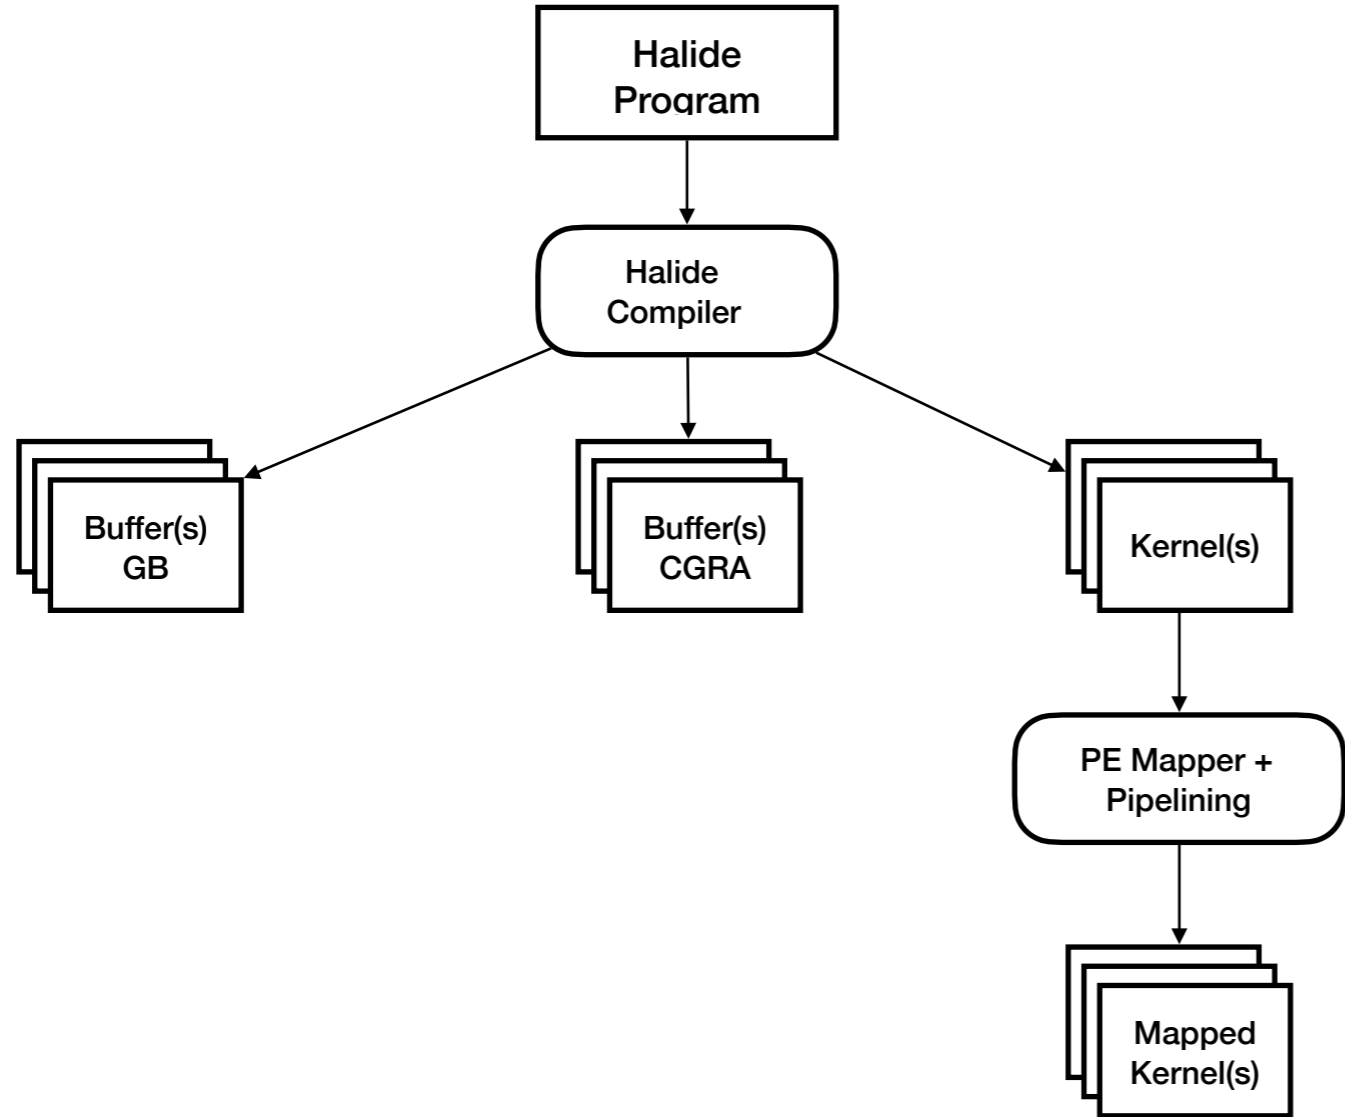 Halide
Program
Halide
Compiler
Buffer(s)
GB
Buffer(s)
CGRA
Kernel(s)
PE Mapper +
Pipelining
Mapped
Kernel(s)